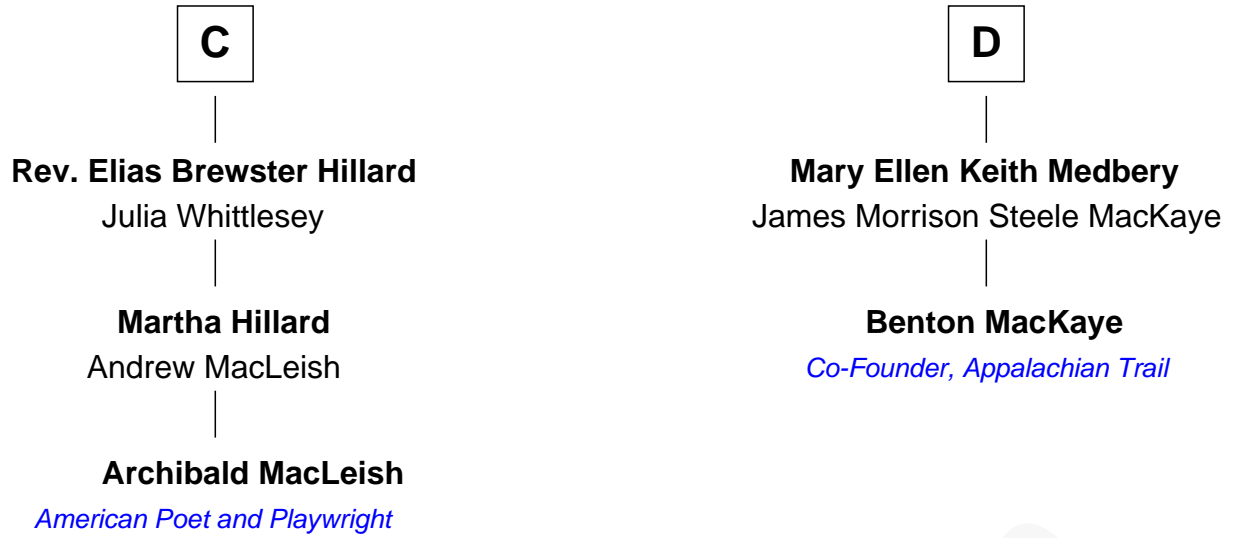 C
Rev. Elias Brewster Hillard
Julia Whittlesey
Martha Hillard
Andrew MacLeish
Archibald MacLeish
American Poet and Playwright
D
Mary Ellen Keith Medbery
James Morrison Steele MacKaye
Benton MacKaye
Co-Founder, Appalachian Trail